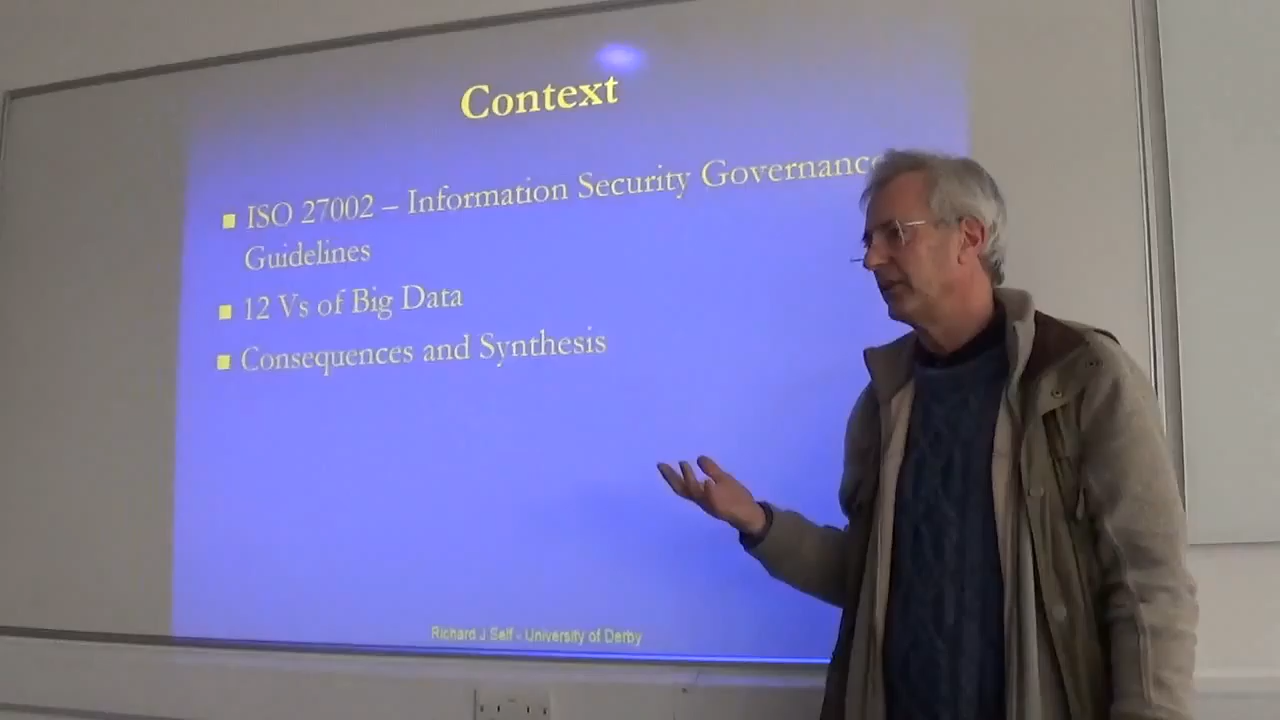 Context
ISO 27002 – Information Security Governance
Guidelines
12 Vs of Big Data
Consequences and Synthesis
Richard J Self - University of Derby